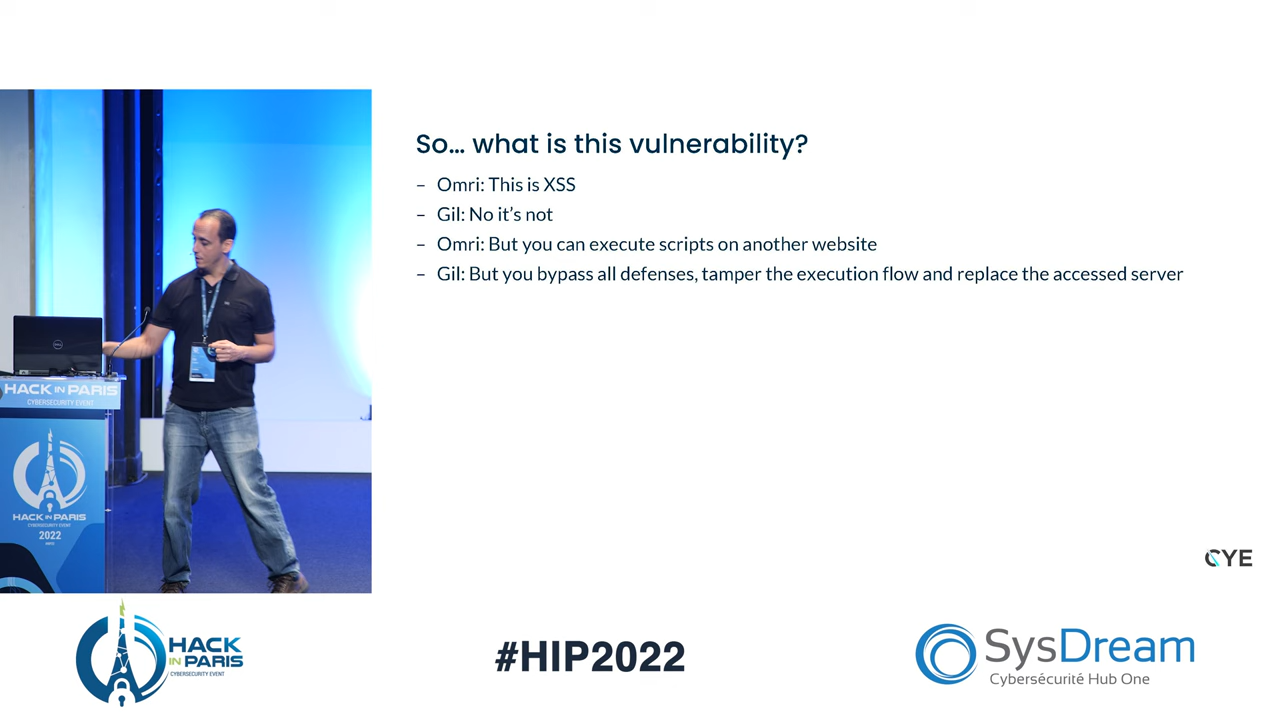 So... what is this vulnerability?
– Omri: This is XSS
– Gil: No it's not
– Omri: But you can execute scripts on another website
– Gil: But you bypass all defenses, tamper the execution flow and replace the accessed server
DELL
HACK IN PARIS
CYBERSECURITY EVENT
HACK IN PARIS
CYBERSECURITY EVENT
2022
CYE
HACK
IN PARIS
CYBERSECURITY EVENT
#HIP2022
SysDream
Cybersécurité Hub One